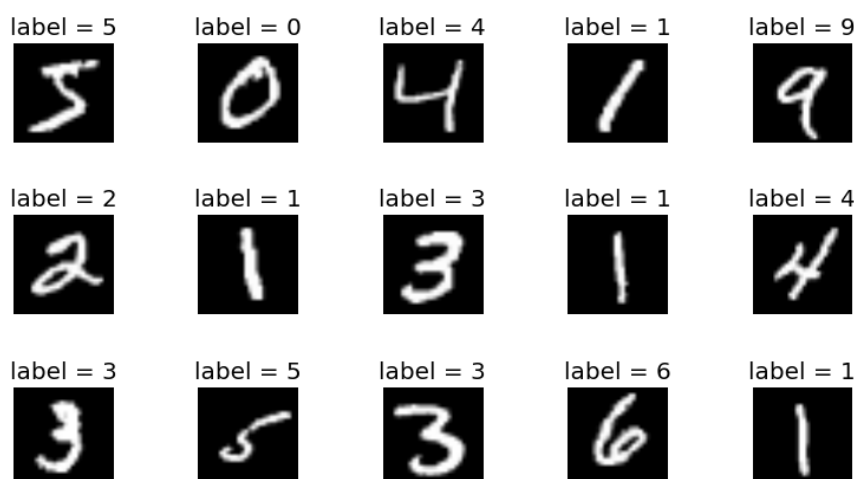 label = 5 label = 0 label = 4 label = 1 label = 9
5 0 4 1 9
label = 2 label = 1 label = 3 label = 1 label = 4
2 1 3 1 4
label = 3 label = 5 label = 3 label = 6 label = 1
3 5 3 6 1